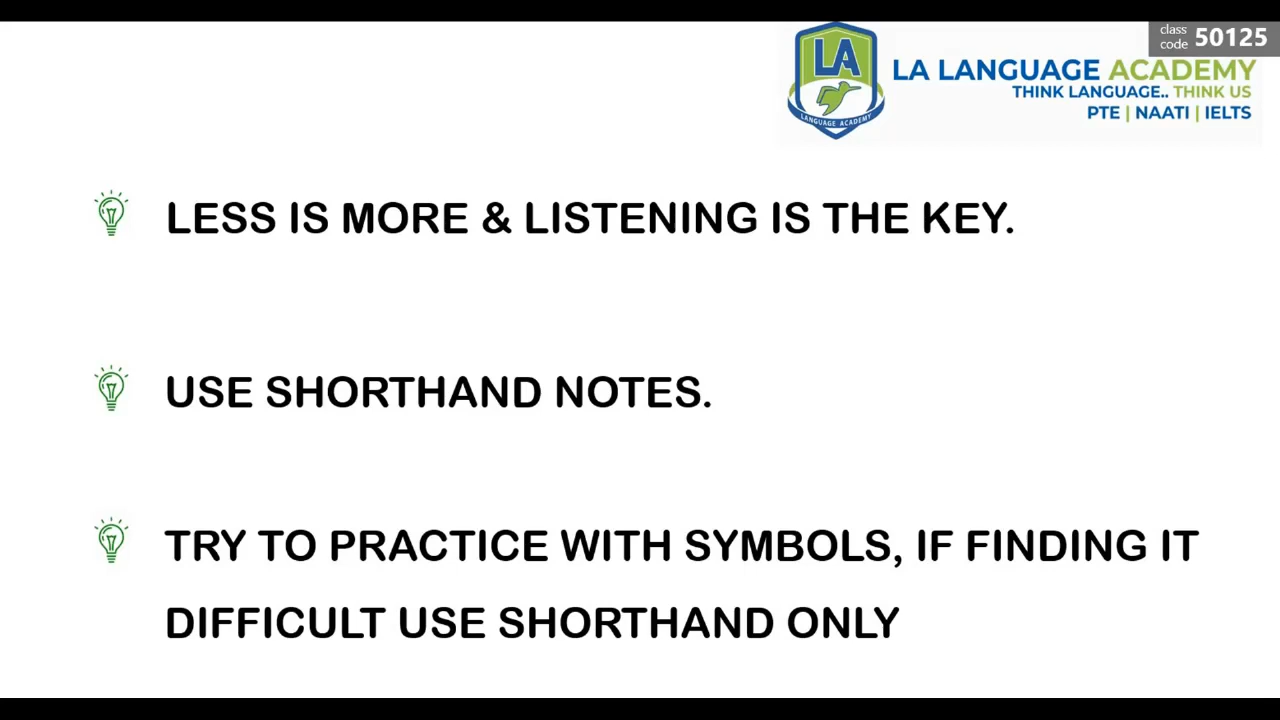 class
code 50125
LA
LANGUAGE ACADEMY
LA LANGUAGE ACADEMY
THINK LANGUAGE.. THINK US
PTE | NAATI | IELTS
LESS IS MORE & LISTENING IS THE KEY.
USE SHORTHAND NOTES.
TRY TO PRACTICE WITH SYMBOLS, IF FINDING IT
DIFFICULT USE SHORTHAND ONLY